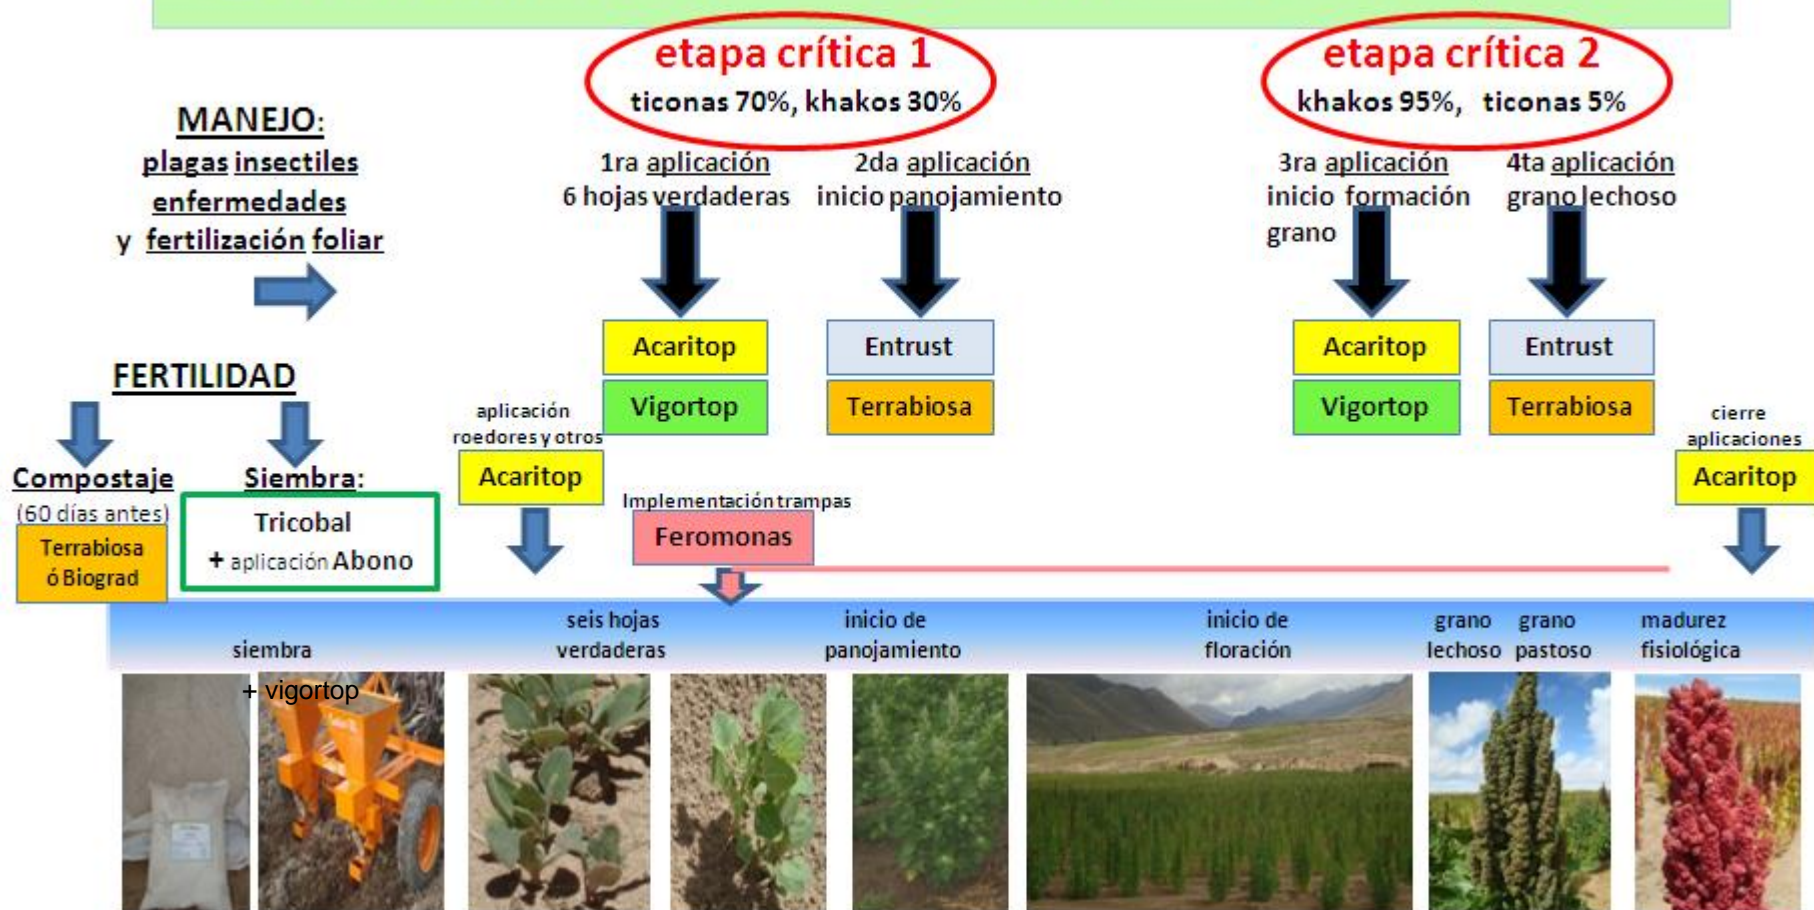 etapa crítica 1
ticonas 70%, khakos 30%
etapa crítica 2
khakos 95%, ticonas 5%
MANEJO:
plagas insectiles
enfermedades
y fertilización foliar
1ra aplicación
6 hojas verdaderas
2da aplicación
inicio panojamiento
3ra aplicación
inicio formación
grano
4ta aplicación
grano lechoso
Acaritop
Vigortop
Entrust
Terrabiosa
Acaritop
Vigortop
Entrust
Terrabiosa
FERTILIDAD
Compostaje
(60 días antes)
Terrabiosa
ó Biograd
Siembra:
Tricobal
+ aplicación Abono
aplicación
roedores y otros
Acaritop
Implementación trampas
Feromonas
cierre
aplicaciones
Acaritop
siembra
seis hojas
verdaderas
inicio de
panojamiento
inicio de
floración
grano
lechoso
grano
pastoso
madurez
fisiológica
+ vigortop